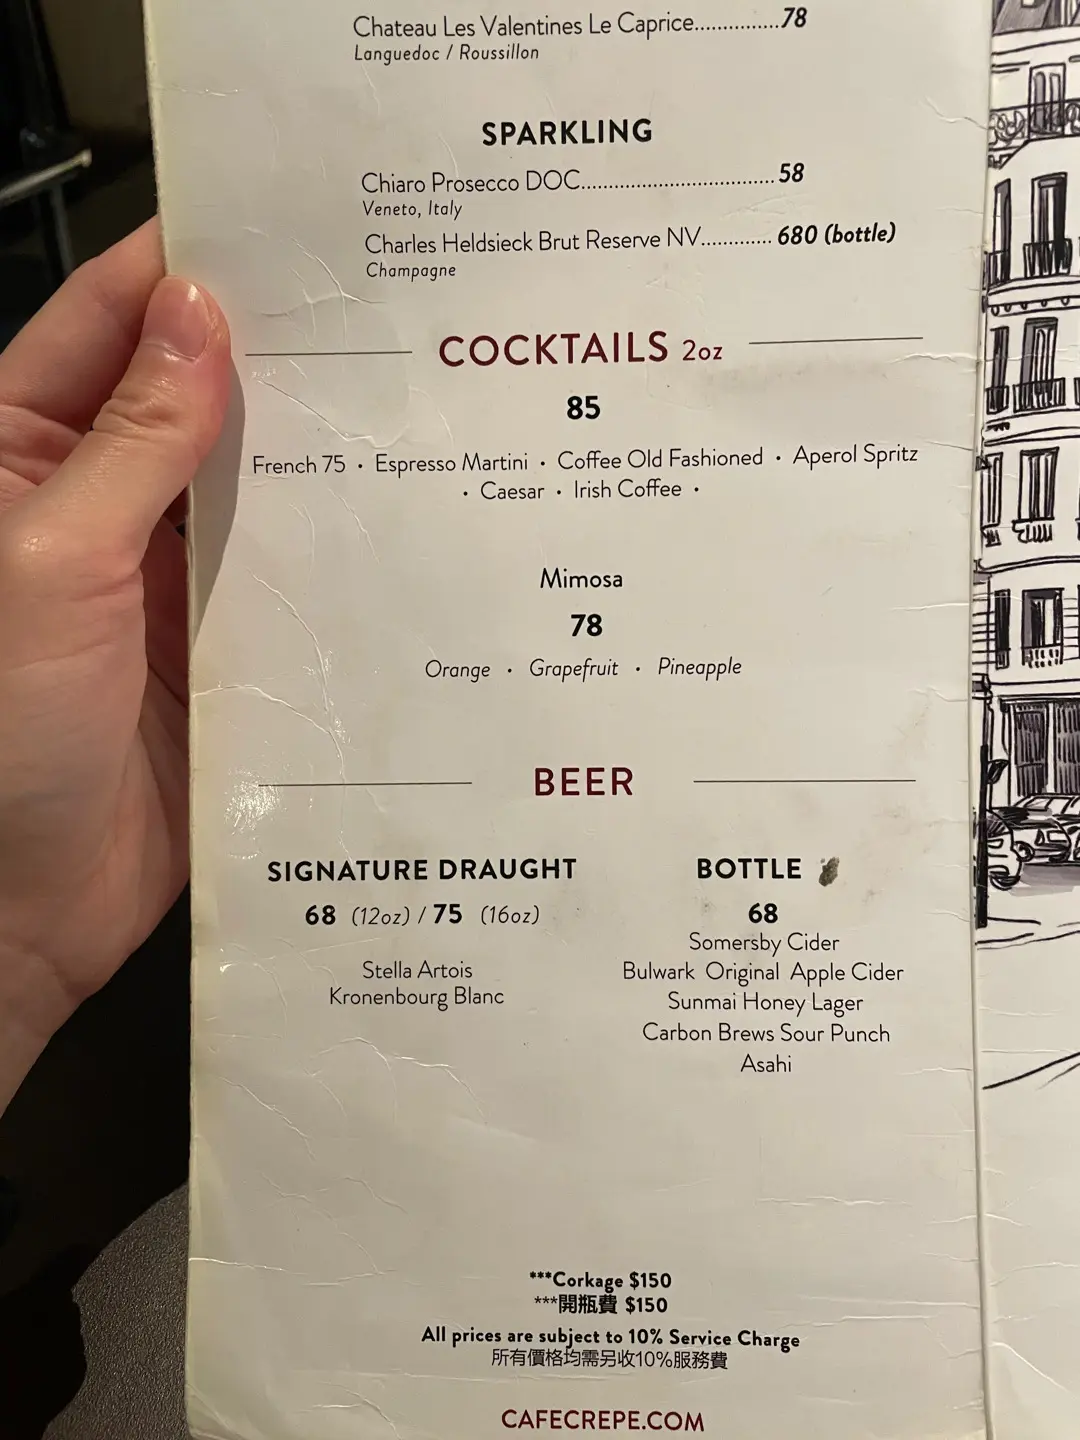 Chateau Les Valentines Le Caprice...............78
Languedoc / Roussillon
SPARKLING
Chiaro Prosecco DOC.................................58
Veneto, Italy
Charles Heldsieck Brut Reserve NV............. 680 (bottle)
Champagne
COCKTAILS 2oz
85
French 75 • Espresso Martini • Coffee Old Fashioned • Aperol Spritz
• Caesar • Irish Coffee •
Mimosa
78
Orange • Grapefruit • Pineapple
BEER
SIGNATURE DRAUGHT
68 (12oz) / 75 (16oz)
Stella Artois
Kronenbourg Blanc
BOTTLE
68
Somersby Cider
Bulwark Original Apple Cider
Sunmai Honey Lager
Carbon Brews Sour Punch
Asahi
***Corkage $150
***開瓶費 $150
All prices are subject to 10% Service Charge
所有價格均需另收10%服務費
CAFECREPE.COM